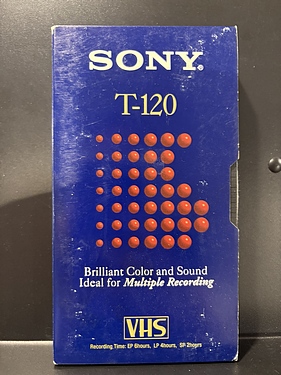 SONY®
T-120
Brilliant Color and Sound
Ideal for Multiple Recording
VHS
Recording Time: EP 6hours, LP 4hours, SP 2hours